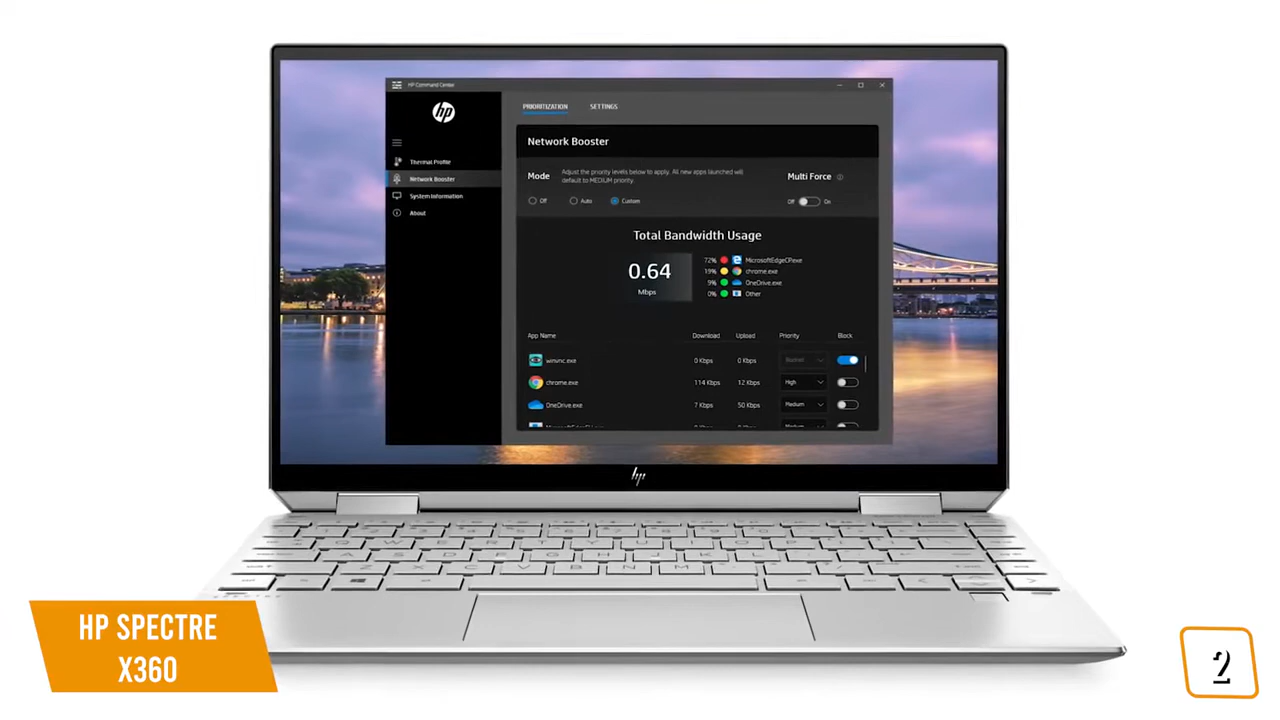 HP Command Center
hp
PRIORITIZATION SETTINGS
Network Booster
Thermal Profile
Network Booster
System Information
About
Mode
Adjust the priority levels below to apply. All new apps launched will
default to MEDIUM priority.
Multi Force
Off Auto Custom
Off On
Total Bandwidth Usage
0.64
Mbps
72% MicrosoftEdgeCP.exe
19% chrome.exe
9% OneDrive.exe
0% Other
App Name Download Upload Priority Block
0 Kbps 0 Kbps
chrome.exe 114 Kbps 12 Kbps High
OneDrive.exe 7 Kbps 50 Kbps Medium
hp
Q W E R T Y U I O P
A S D F G H J K L
Z X C V B N M
HP SPECTRE
X360
2